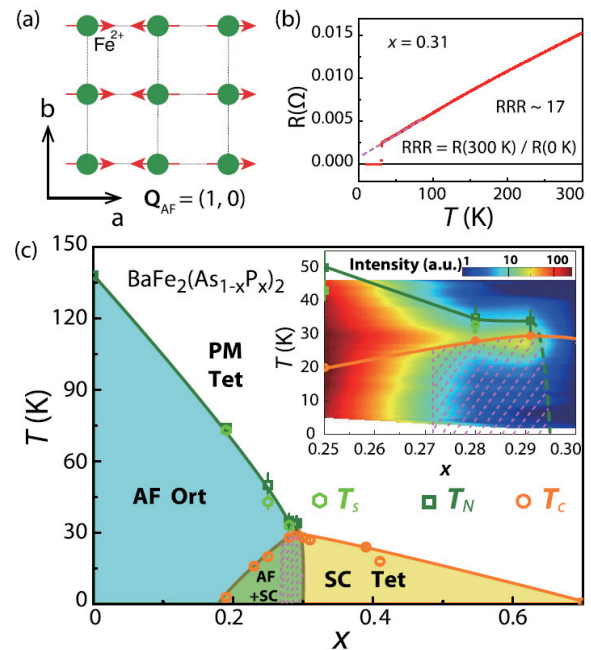 (a)
Fe2+
b
a
Q_AF = (1, 0)
(b)
x = 0.31
RRR ~ 17
RRR = R(300 K) / R(0 K)
R(Ω)
0.015
0.010
0.005
0.000
0 100 200 300
T (K)
(c)
BaFe2(As1-xPx)2
PM
Tet
AF Ort
AF
+SC
SC Tet
T (K)
150
120
90
60
30
0
0 0.2 0.4 0.6
x
Ts TN Tc
Intensity (a.u.) 1 10 100
T (K)
50
40
30
20
10
0
0.25 0.26 0.27 0.28 0.29 0.30
x